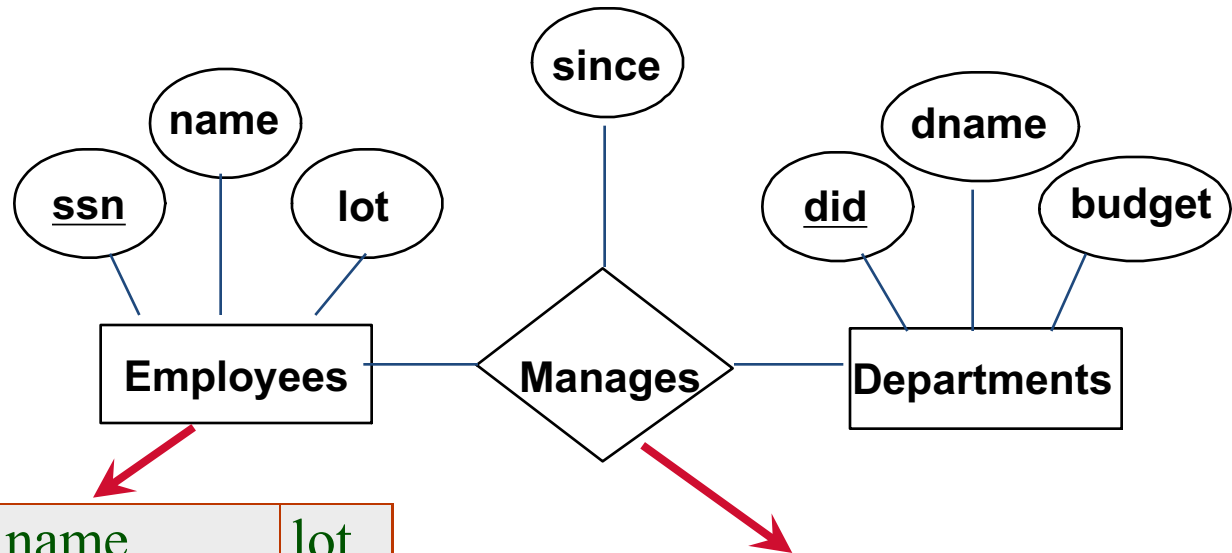 since
name
dname
ssn
lot
did
budget
Employees
Manages
Departments
name
lot